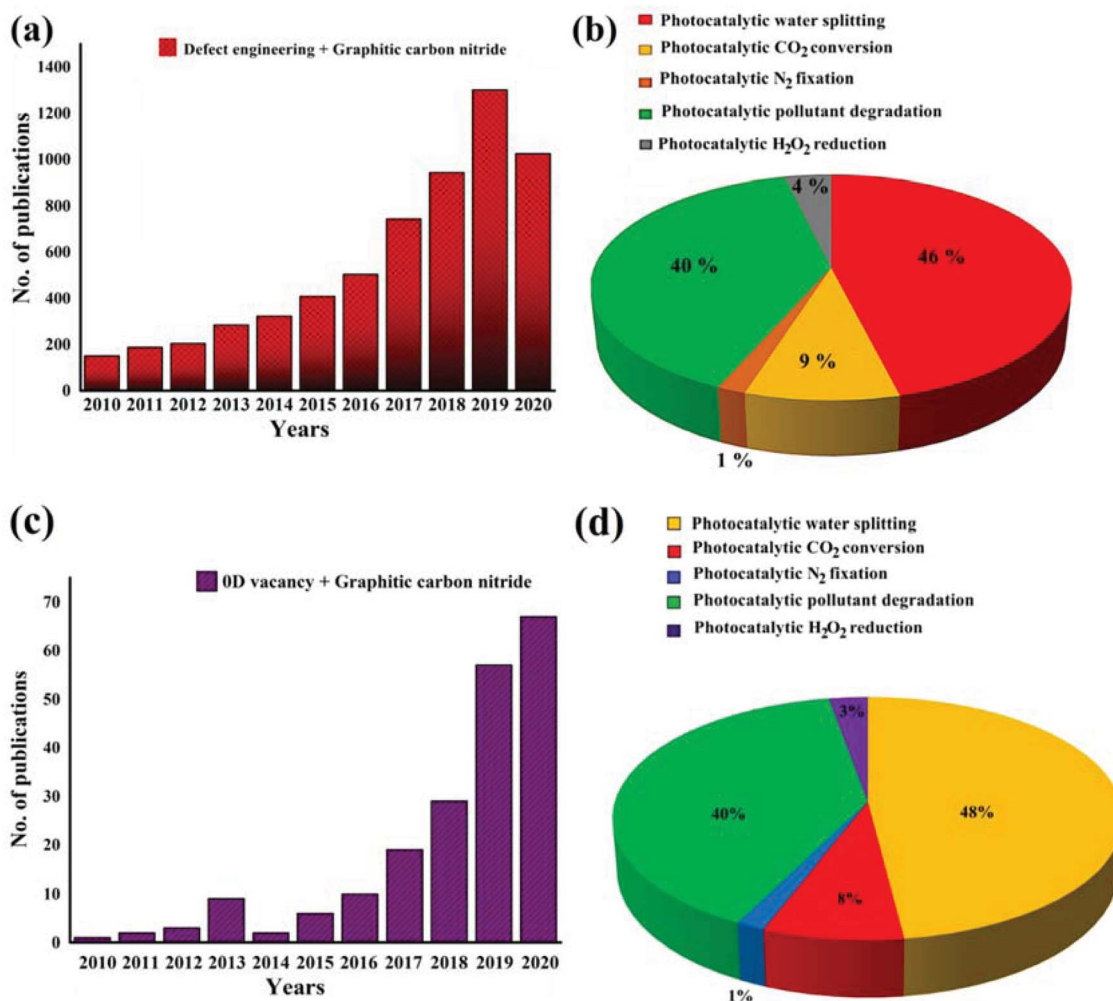 (a)
Defect engineering + Graphitic carbon nitride
1400
1200
1000
800
600
400
200
0
No. of publications
2010 2011 2012 2013 2014 2015 2016 2017 2018 2019 2020
Years
(b)
Photocatalytic water splitting
Photocatalytic CO₂ conversion
Photocatalytic N₂ fixation
Photocatalytic pollutant degradation
Photocatalytic H₂O₂ reduction
4 %
40 %
46 %
9 %
1 %
(c)
0D vacancy + Graphitic carbon nitride
70
60
50
40
30
20
10
0
No. of publications
2010 2011 2012 2013 2014 2015 2016 2017 2018 2019 2020
Years
(d)
Photocatalytic water splitting
Photocatalytic CO₂ conversion
Photocatalytic N₂ fixation
Photocatalytic pollutant degradation
Photocatalytic H₂O₂ reduction
3%
40%
48%
8%
1%